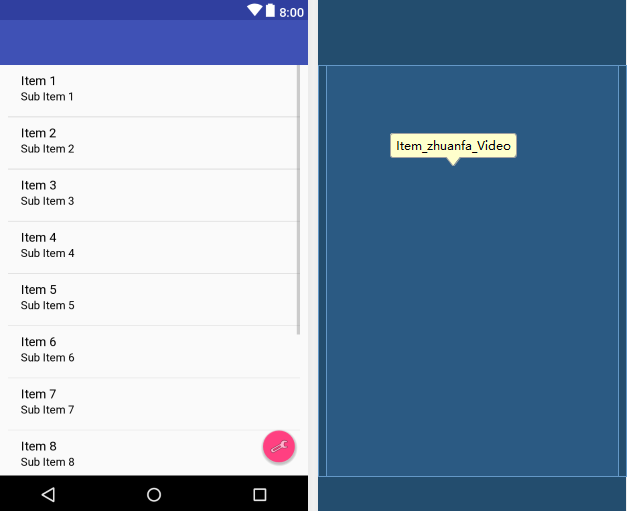 8:00
Item 1
Sub Item 1
Item 2
Sub Item 2
Item 3
Sub Item 3
Item 4
Sub Item 4
Item 5
Sub Item 5
Item 6
Sub Item 6
Item 7
Sub Item 7
Item 8
Sub Item 8
Item_zhuanfa_Video